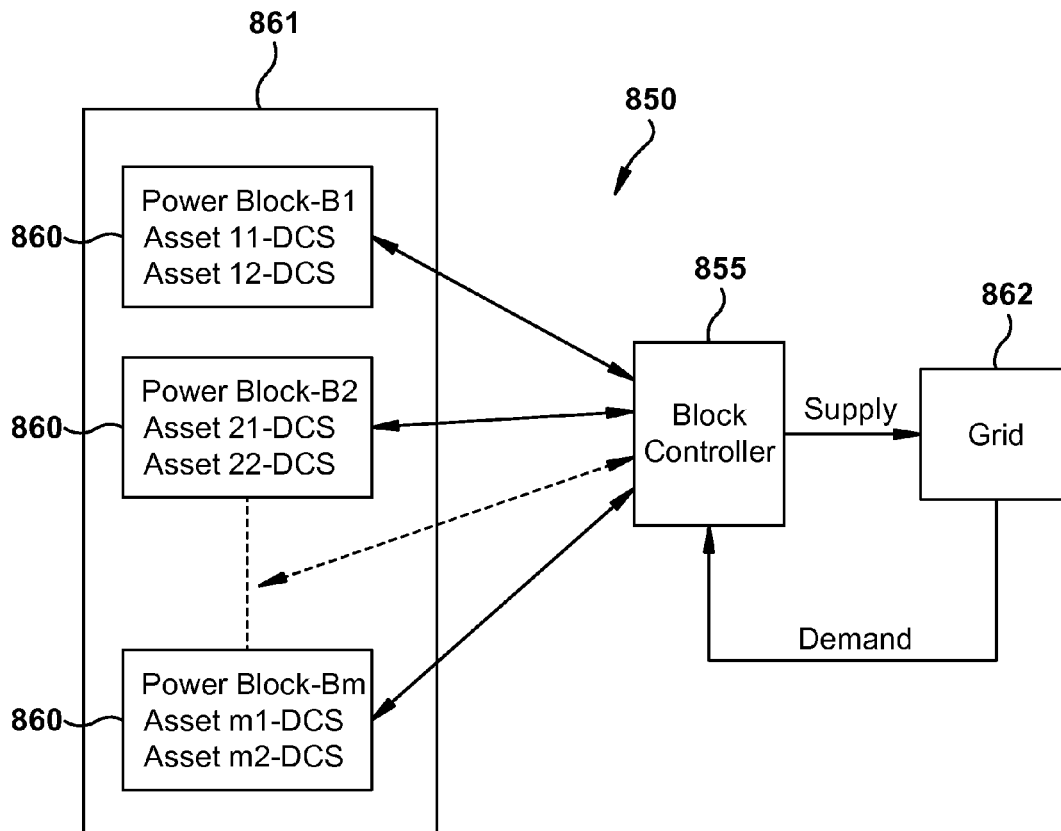 861
850
860
Power Block-B1
Asset 11-DCS
Asset 12-DCS
855
862
860
Power Block-B2
Asset 21-DCS
Asset 22-DCS
Block
Controller
Supply
Grid
Demand
860
Power Block-Bm
Asset m1-DCS
Asset m2-DCS